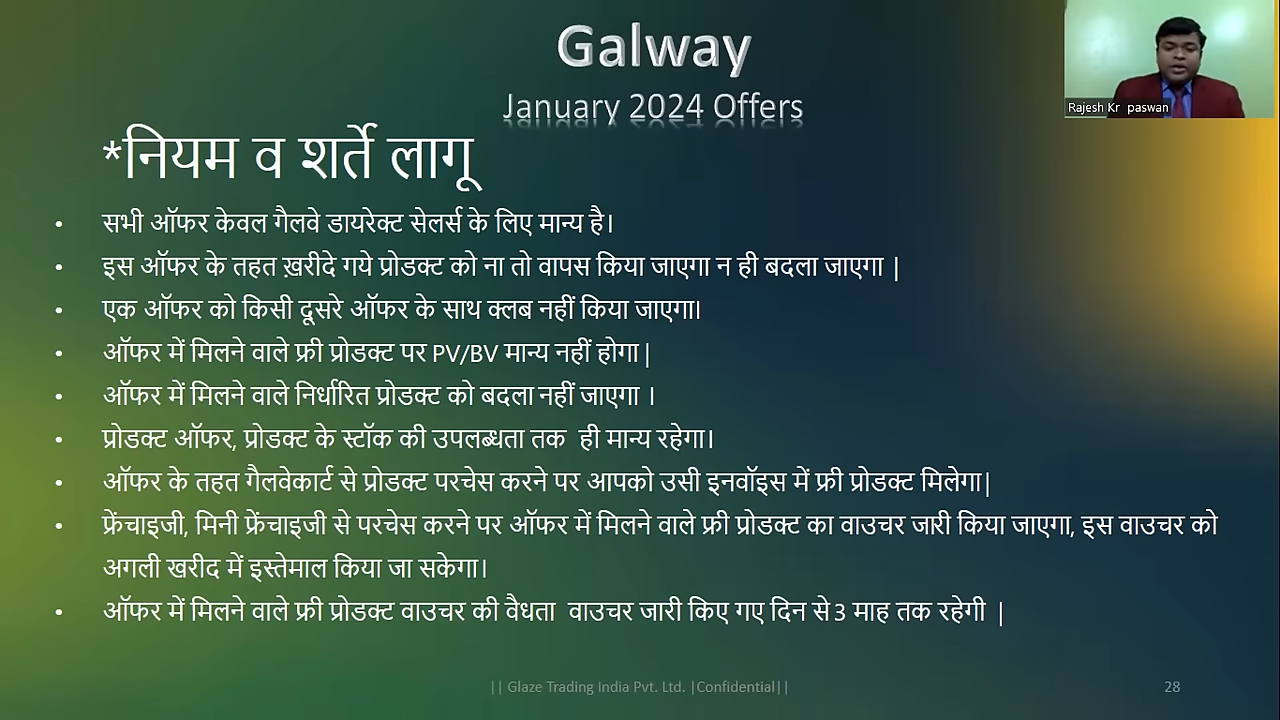 Galway
January 2024 Offers
Rajesh Kr paswan
*नियम व शर्ते लागू
• सभी ऑफर केवल गैलवे डायरेक्ट सेलर्स के लिए मान्य है।
• इस ऑफर के तहत ख़रीदे गये प्रोडक्ट को ना तो वापस किया जाएगा न ही बदला जाएगा |
• एक ऑफर को किसी दूसरे ऑफर के साथ क्लब नहीं किया जाएगा।
• ऑफर में मिलने वाले फ्री प्रोडक्ट पर PV/BV मान्य नहीं होगा |
• ऑफर में मिलने वाले निर्धारित प्रोडक्ट को बदला नहीं जाएगा ।
• प्रोडक्ट ऑफर, प्रोडक्ट के स्टॉक की उपलब्धता तक ही मान्य रहेगा।
• ऑफर के तहत गैलवेकार्ट से प्रोडक्ट परचेस करने पर आपको उसी इनवॉइस में फ्री प्रोडक्ट मिलेगा|
• फ्रेंचाइजी, मिनी फ्रेंचाइजी से परचेस करने पर ऑफर में मिलने वाले फ्री प्रोडक्ट का वाउचर जारी किया जाएगा, इस वाउचर को
अगली खरीद में इस्तेमाल किया जा सकेगा।
• ऑफर में मिलने वाले फ्री प्रोडक्ट वाउचर की वैधता वाउचर जारी किए गए दिन से 3 माह तक रहेगी |
|| Glaze Trading India Pvt. Ltd. |Confidential||
28